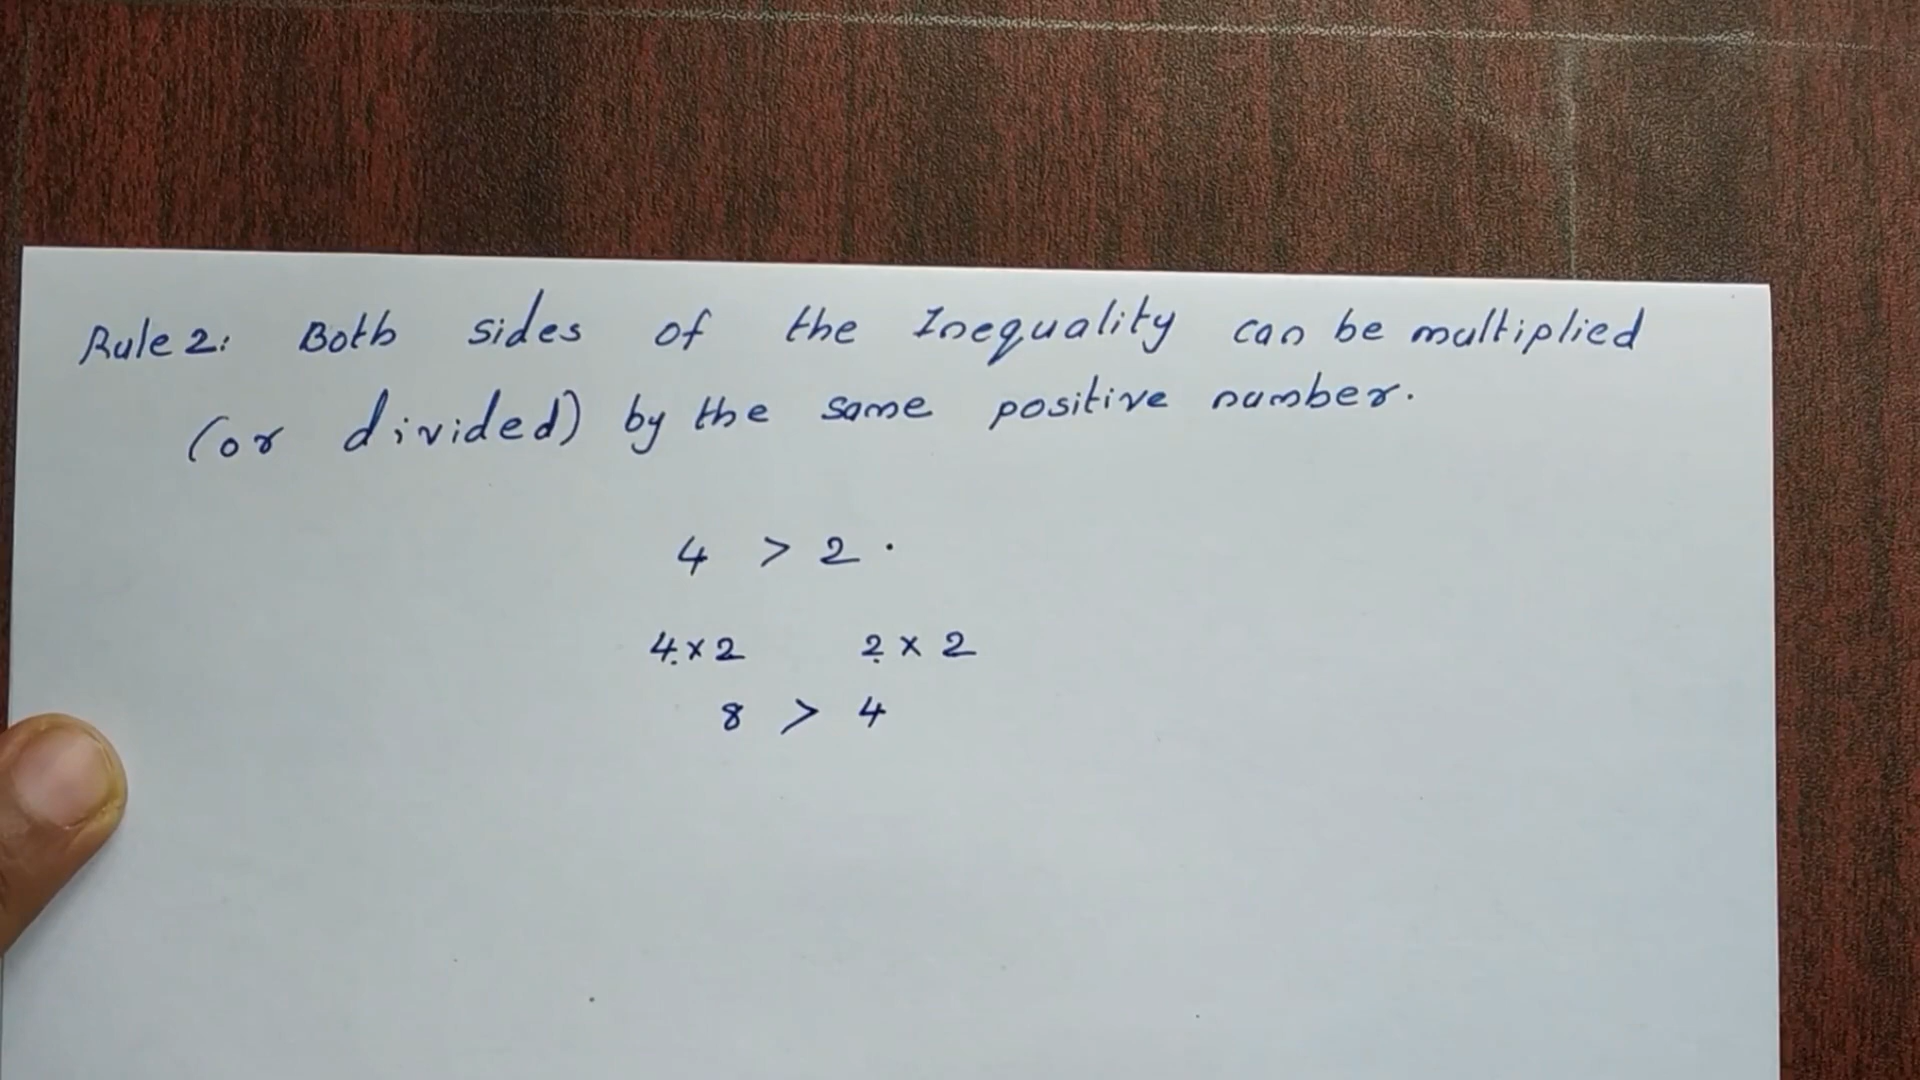 Rule 2: Both sides of the Inequality can be multiplied
(or divided) by the same positive number.
4 > 2 .
4 × 2 2 × 2
8 > 4